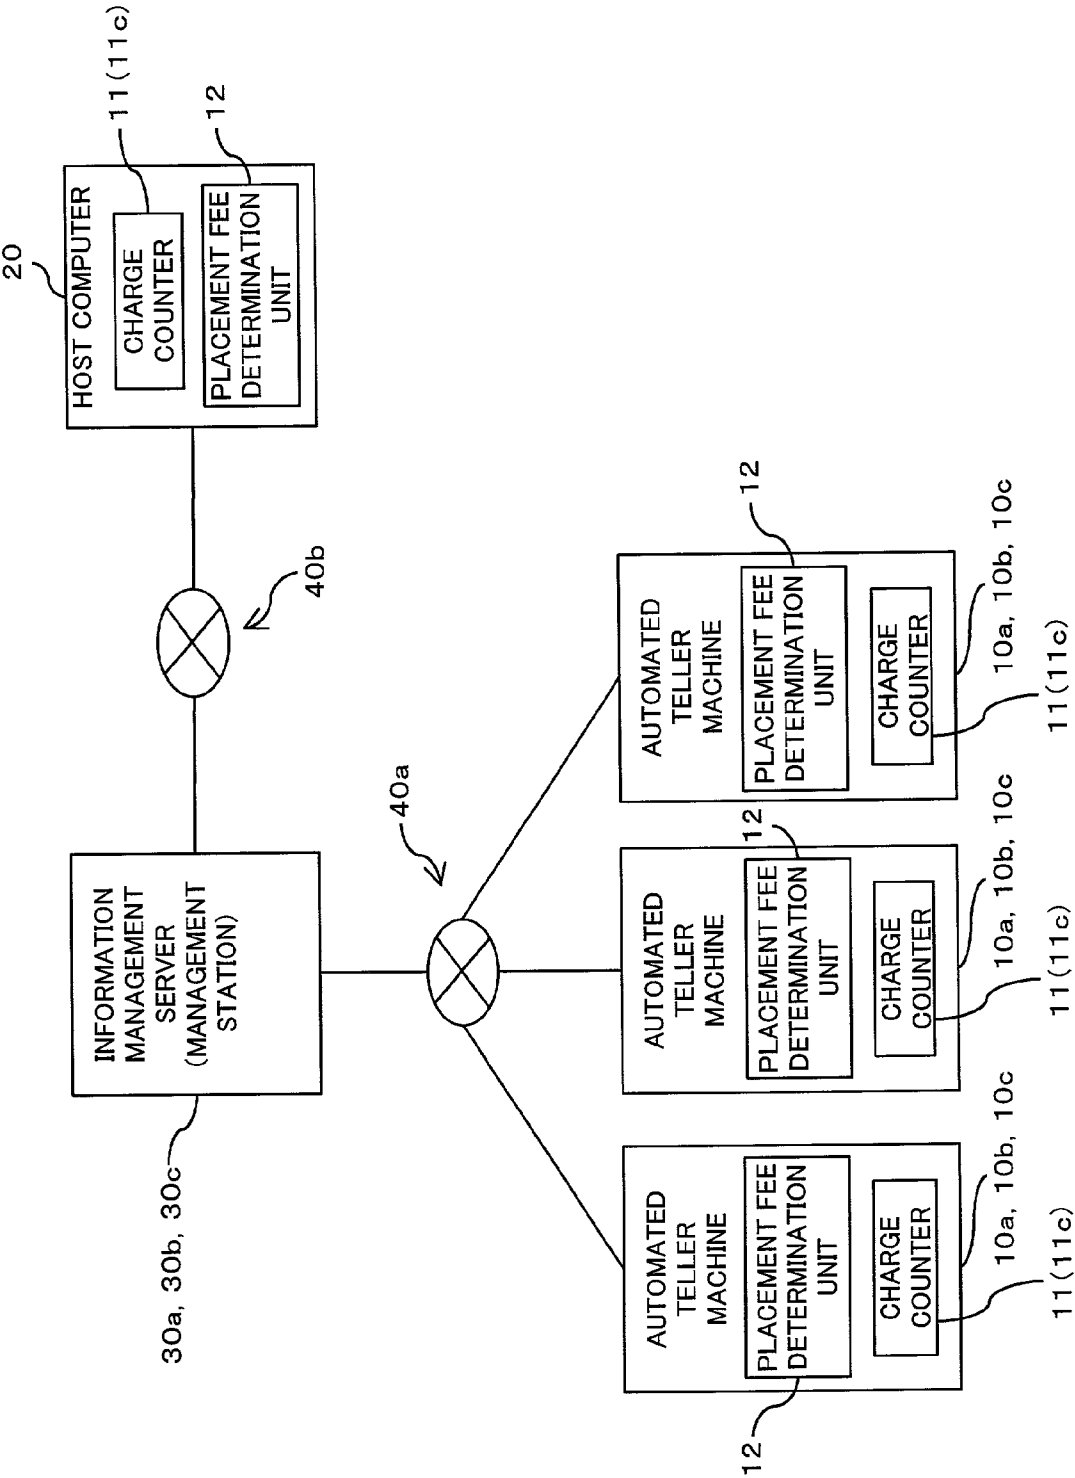 30a, 30b, 30c
INFORMATION
MANAGEMENT
SERVER
(MANAGEMENT
STATION)
40b
20
HOST COMPUTER
CHARGE
COUNTER
11(11c)
PLACEMENT FEE
DETERMINATION
UNIT
12
40a
AUTOMATED
TELLER
MACHINE
PLACEMENT FEE
DETERMINATION
UNIT
12
CHARGE
COUNTER
10a, 10b, 10c
11(11c)
AUTOMATED
TELLER
MACHINE
PLACEMENT FEE
DETERMINATION
UNIT
12
CHARGE
COUNTER
10a, 10b, 10c
11(11c)
AUTOMATED
TELLER
MACHINE
PLACEMENT FEE
DETERMINATION
UNIT
12
CHARGE
COUNTER
10a, 10b, 10c
11(11c)